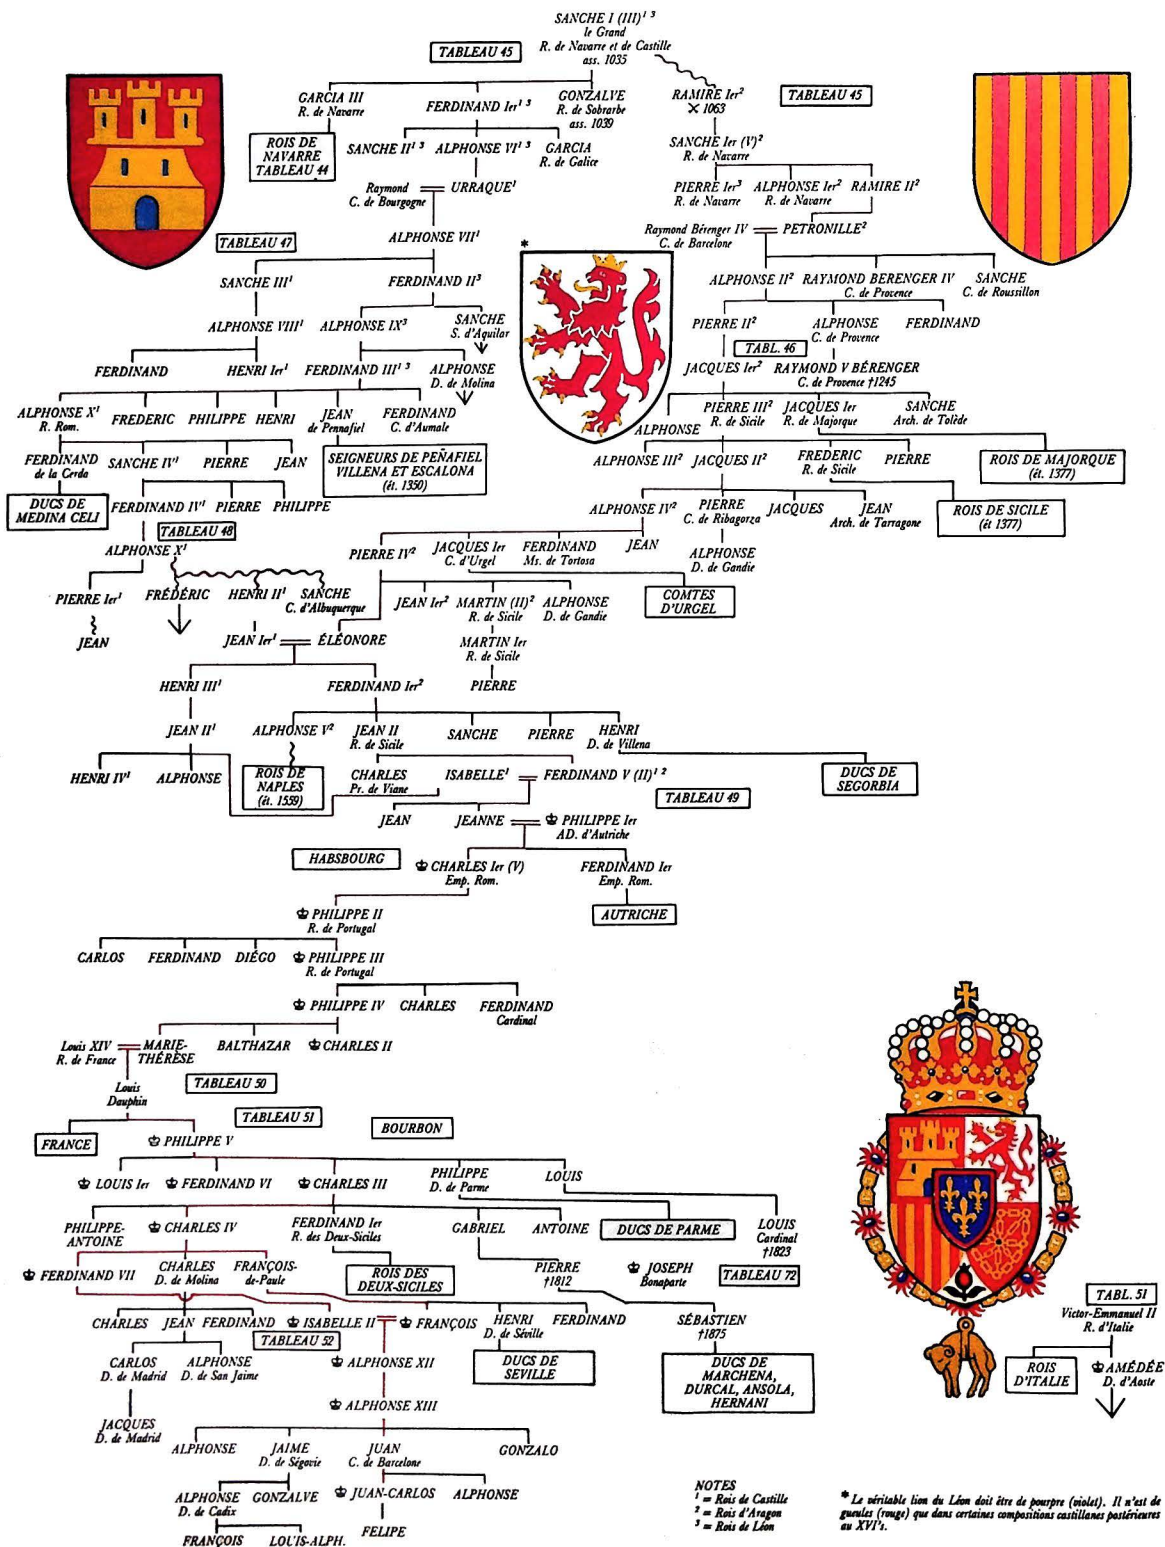 SANCHE I (III)¹ ³
le Grand
R. de Navarre et de Castille
ass. 1035
TABLEAU 45
GARCIA III
R. de Navarre
FERDINAND Ier¹ ³
GONZALVE
R. de Sobrarbe
ass. 1039
RAMIRE Ier²
✕ 1063
TABLEAU 45
ROIS DE
NAVARRE
TABLEAU 44
SANCHE II¹ ³
ALPHONSE VI¹ ³
GARCIA
R. de Galice
SANCHE Ier (V)²
R. de Navarre
Raymond
C. de Bourgogne
URRAQUE¹
PIERRE Ier³
R. de Navarre
ALPHONSE Ier²
R. de Navarre
RAMIRE II²
TABLEAU 47
ALPHONSE VII¹
Raymond Bérenger IV
C. de Barcelone
PETRONILLE²
*
SANCHE III¹
FERDINAND II³
ALPHONSE II²
RAYMOND BERENGER IV
C. de Provence
SANCHE
C. de Roussillon
ALPHONSE VIII¹
ALPHONSE IX³
SANCHE
S. d'Aquilar
PIERRE II²
ALPHONSE
C. de Provence
FERDINAND
TABL. 46
FERDINAND
HENRI Ier¹
FERDINAND III¹ ³
ALPHONSE
D. de Molina
JACQUES Ier²
RAYMOND V BÉRENGER
C. de Provence †1245
ALPHONSE X¹
R. Rom.
FREDERIC
PHILIPPE
HENRI
JEAN
de Pennafiel
FERDINAND
C. d'Aumale
ALPHONSE
PIERRE III²
R. de Sicile
JACQUES Ier
R. de Majorque
SANCHE
Arch. de Tolède
FERDINAND
de la Cerda
SANCHE IV¹
PIERRE
JEAN
SEIGNEURS DE PEÑAFIEL
VILLENA ET ESCALONA
(ét. 1350)
ALPHONSE III²
JACQUES II²
FREDERIC
R. de Sicile
PIERRE
ROIS DE MAJORQUE
(ét. 1377)
DUCS DE
MEDINA CELI
FERDINAND IV¹
PIERRE
PHILIPPE
ALPHONSE IV²
PIERRE
C. de Ribagorza
JACQUES
JEAN
Arch. de Tarragone
ROIS DE SICILE
(ét 1377)
TABLEAU 48
ALPHONSE X¹
PIERRE IV²
JACQUES Ier
C. d'Urgel
FERDINAND
Ms. de Tortosa
JEAN
ALPHONSE
D. de Gandie
PIERRE Ier¹
FRÉDÉRIC
HENRI II¹
SANCHE
C. d'Albuquerque
JEAN Ier²
MARTIN (II)²
R. de Sicile
ALPHONSE
D. de Gandie
COMTES
D'URGEL
JEAN
JEAN Ier¹
ÉLÉONORE
MARTIN Ier
R. de Sicile
HENRI III¹
FERDINAND Ier²
PIERRE
JEAN II¹
ALPHONSE V²
JEAN II
R. de Sicile
SANCHE
PIERRE
HENRI
D. de Villena
HENRI IV¹
ALPHONSE
ROIS DE
NAPLES
(ét. 1559)
CHARLES
Pr. de Viane
ISABELLE¹
FERDINAND V (II)¹ ²
DUCS DE
SEGORBIA
TABLEAU 49
JEAN
JEANNE
PHILIPPE Ier
AD. d'Autriche
HABSBOURG
CHARLES Ier (V)
Emp. Rom.
FERDINAND Ier
Emp. Rom.
PHILIPPE II
R. de Portugal
AUTRICHE
CARLOS
FERDINAND
DIÉGO
PHILIPPE III
R. de Portugal
PHILIPPE IV
CHARLES
FERDINAND
Cardinal
Louis XIV
R. de France
MARIE-
THÉRÈSE
BALTHAZAR
CHARLES II
Louis
Dauphin
TABLEAU 50
TABLEAU 51
BOURBON
FRANCE
PHILIPPE V
LOUIS Ier
FERDINAND VI
CHARLES III
PHILIPPE
D. de Parme
LOUIS
PHILIPPE-
ANTOINE
CHARLES IV
FERDINAND Ier
R. des Deux-Siciles
GABRIEL
ANTOINE
DUCS DE PARME
LOUIS
Cardinal
†1823
FERDINAND VII
CHARLES
D. de Molina
FRANÇOIS-
de-Paule
ROIS DES
DEUX-SICILES
PIERRE
†1812
JOSEPH
Bonaparte
TABLEAU 72
CHARLES
JEAN
FERDINAND
ISABELLE II
FRANÇOIS
HENRI
D. de Séville
FERDINAND
SÉBASTIEN
†1875
TABL. 51
Victor-Emmanuel II
R. d'Italie
TABLEAU 52
CARLOS
D. de Madrid
ALPHONSE
D. de San Jaime
ALPHONSE XII
DUCS DE
SEVILLE
DUCS DE
MARCHENA,
DURCAL, ANSOLA,
HERNANI
ROIS
D'ITALIE
AMÉDÉE
D. d'Aoste
JACQUES
D. de Madrid
ALPHONSE XIII
ALPHONSE
JAIME
D. de Ségovie
JUAN
C. de Barcelone
GONZALO
ALPHONSE
D. de Cadix
GONZALVE
JUAN-CARLOS
ALPHONSE
FRANÇOIS
LOUIS-ALPH.
FELIPE
NOTES
¹ = Rois de Castille
² = Rois d'Aragon
³ = Rois de Léon
* Le véritable lion du Léon doit être de pourpre (violet). Il n'est de
gueules (rouge) que dans certaines compositions castillanes postérieures
au XVI's.